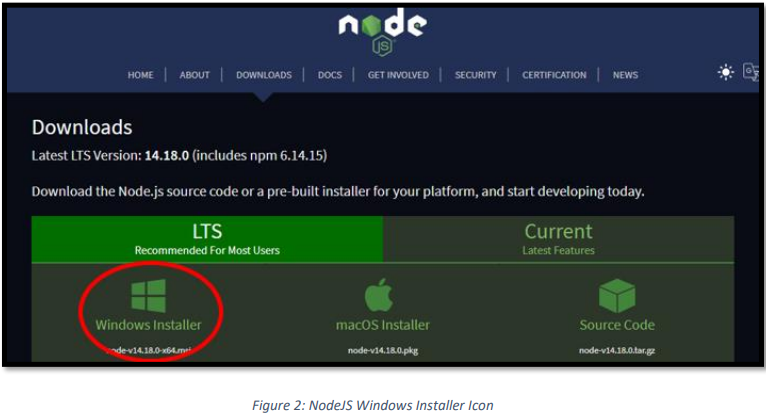 node
JS
HOME ABOUT DOWNLOADS DOCS GET INVOLVED SECURITY CERTIFICATION NEWS
Downloads
Latest LTS Version: 14.18.0 (includes npm 6.14.15)
Download the Node.js source code or a pre-built installer for your platform, and start developing today.
LTS Current
Recommended For Most Users Latest Features
Windows Installer macOS Installer Source Code
node-v14.18.0-x64.msi node-v14.18.0.pkg node-v14.18.0.tar.gz
Figure 2: NodeJS Windows Installer Icon